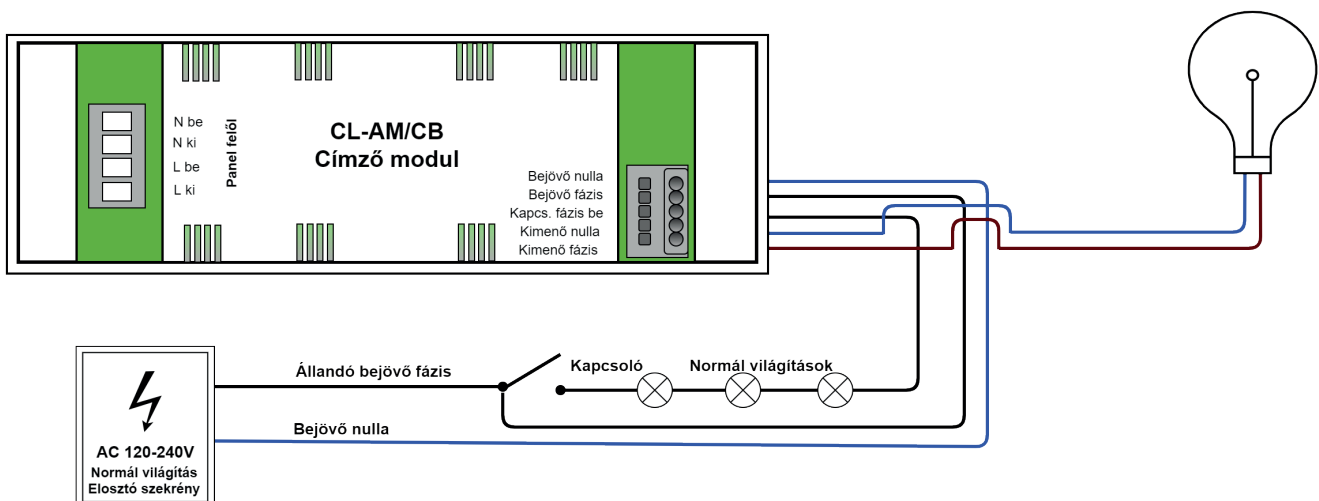 CL-AM/CB
Címző modul
N be
N ki
L be
L ki
Panel felől
Bejövő nulla
Bejövő fázis
Kapcs. fázis be
Kimenő nulla
Kimenő fázis
Állandó bejövő fázis
Kapcsoló
Normál világítások
Bejövő nulla
AC 120-240V
Normál világítás
Elosztó szekrény